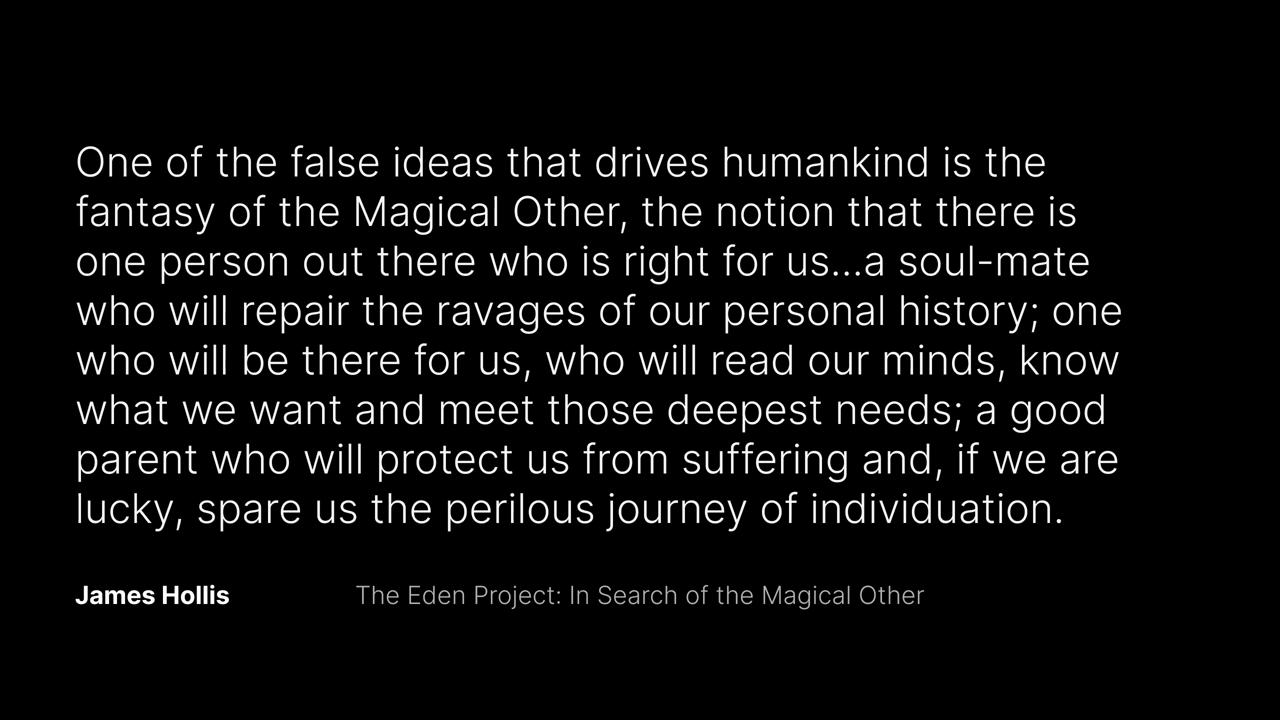 One of the false ideas that drives humankind is the
fantasy of the Magical Other, the notion that there is
one person out there who is right for us...a soul-mate
who will repair the ravages of our personal history; one
who will be there for us, who will read our minds, know
what we want and meet those deepest needs; a good
parent who will protect us from suffering and, if we are
lucky, spare us the perilous journey of individuation.
James Hollis The Eden Project: In Search of the Magical Other